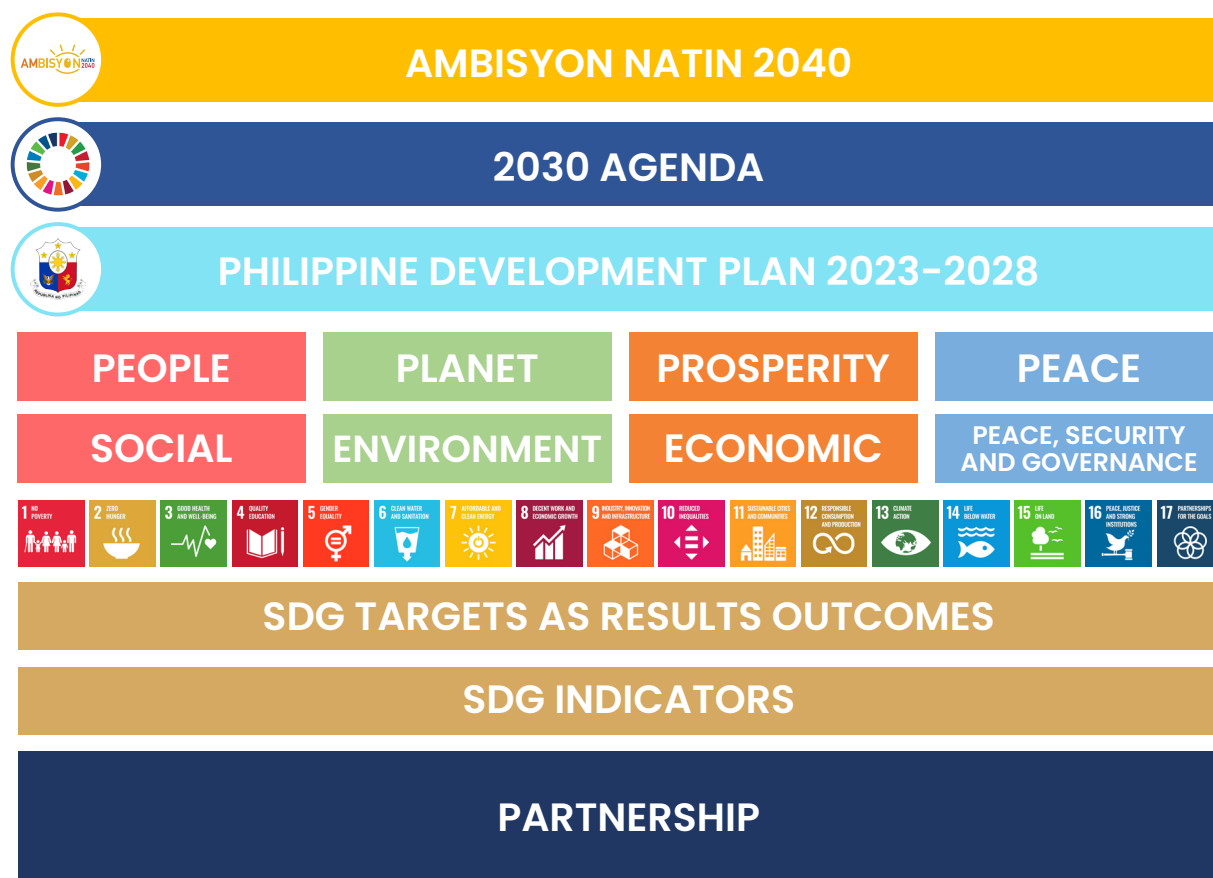 AMBISYON NATIN 2040
AMBISYON NATIN 2040
2030 AGENDA
PHILIPPINE DEVELOPMENT PLAN 2023-2028
PEOPLE
PLANET
PROSPERITY
PEACE
SOCIAL
ENVIRONMENT
ECONOMIC
PEACE, SECURITY
AND GOVERNANCE
1 NO
POVERTY
2 ZERO
HUNGER
3 GOOD HEALTH
AND WELL-BEING
4 QUALITY
EDUCATION
5 GENDER
EQUALITY
6 CLEAN WATER
AND SANITATION
7 AFFORDABLE AND
CLEAN ENERGY
8 DECENT WORK AND
ECONOMIC GROWTH
9 INDUSTRY, INNOVATION
AND INFRASTRUCTURE
10 REDUCED
INEQUALITIES
11 SUSTAINABLE CITIES
AND COMMUNITIES
12 RESPONSIBLE
CONSUMPTION
AND PRODUCTION
13 CLIMATE
ACTION
14 LIFE
BELOW WATER
15 LIFE
ON LAND
16 PEACE, JUSTICE
AND STRONG
INSTITUTIONS
17 PARTNERSHIPS
FOR THE GOALS
SDG TARGETS AS RESULTS OUTCOMES
SDG INDICATORS
PARTNERSHIP